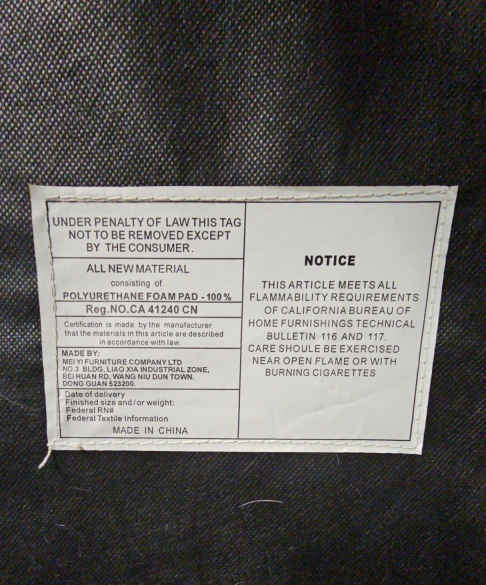 UNDER PENALTY OF LAW THIS TAG
NOT TO BE REMOVED EXCEPT
BY THE CONSUMER.
ALL NEW MATERIAL
consisting of
POLYURETHANE FOAM PAD - 100%
Reg.NO.CA 41240 CN
Certification is made by the manufacturer
that the materials in this article are described
in accordance with law.
MADE BY:
MEI YI FURNITURE COMPANY LTD
NO.3 BLDG, LIAO XIA INDUSTRIAL ZONE,
BEI HUAN RD, WANG NIU DUN TOWN,
DONG GUAN 523200.
Date of delivery
Finished size and/or weight:
Federal RN#
Federal Textile Information
MADE IN CHINA
NOTICE
THIS ARTICLE MEETS ALL
FLAMMABILITY REQUIREMENTS
OF CALIFORNIA BUREAU OF
HOME FURNISHINGS TECHNICAL
BULLETIN 116 AND 117.
CARE SHOULE BE EXERCISED
NEAR OPEN FLAME OR WITH
BURNING CIGARETTES